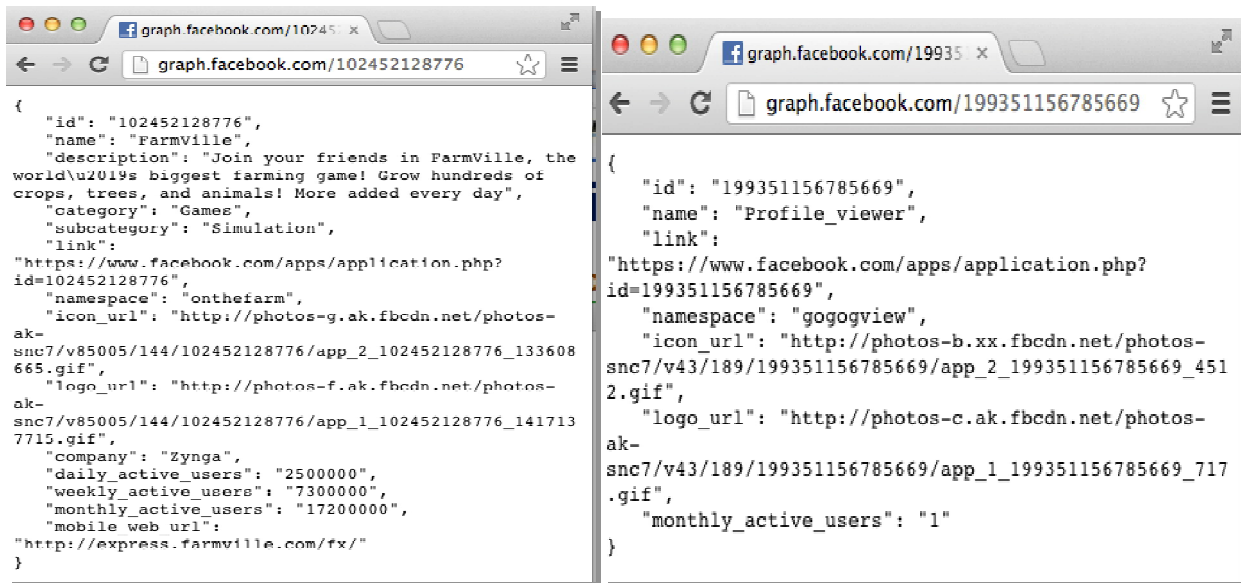 graph.facebook.com/10245
graph.facebook.com/102452128776
{
"id": "102452128776",
"name": "FarmVille",
"description": "Join your friends in FarmVille, the
world\u2019s biggest farming game! Grow hundreds of
crops, trees, and animals! More added every day",
"category": "Games",
"subcategory": "Simulation",
"link":
"https://www.facebook.com/apps/application.php?
id=102452128776",
"namespace": "onthefarm",
"icon_url": "http://photos-g.ak.fbcdn.net/photos-
ak-
snc7/v85005/144/102452128776/app_2_102452128776_133608
665.gif",
"logo_url": "http://photos-f.ak.fbcdn.net/photos-
ak-
snc7/v85005/144/102452128776/app_1_102452128776_141713
7715.gif",
"company": "Zynga",
"daily_active_users": "2500000",
"weekly_active_users": "7300000",
"monthly_active_users": "17200000",
"mobile_web_url":
"http://express.farmville.com/fx/"
}
graph.facebook.com/19935
graph.facebook.com/199351156785669
{
"id": "199351156785669",
"name": "Profile_viewer",
"link":
"https://www.facebook.com/apps/application.php?
id=199351156785669",
"namespace": "gogogview",
"icon_url": "http://photos-b.xx.fbcdn.net/photos-
snc7/v43/189/199351156785669/app_2_199351156785669_451
2.gif",
"logo_url": "http://photos-c.ak.fbcdn.net/photos-
ak-
snc7/v43/189/199351156785669/app_1_199351156785669_717
.gif",
"monthly_active_users": "1"
}